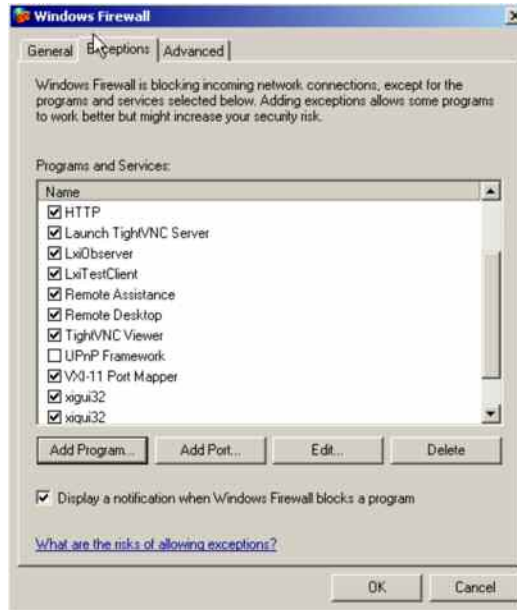 Windows Firewall
General Exceptions Advanced
Windows Firewall is blocking incoming network connections, except for the
programs and services selected below. Adding exceptions allows some programs
to work better but might increase your security risk.
Programs and Services:
Name
HTTP
Launch TightVNC Server
LxiObserver
LxiTestClient
Remote Assistance
Remote Desktop
TightVNC Viewer
UPnP Framework
VXI-11 Port Mapper
xigui32
xigui32
Add Program... Add Port... Edit... Delete
Display a notification when Windows Firewall blocks a program
What are the risks of allowing exceptions?
OK Cancel